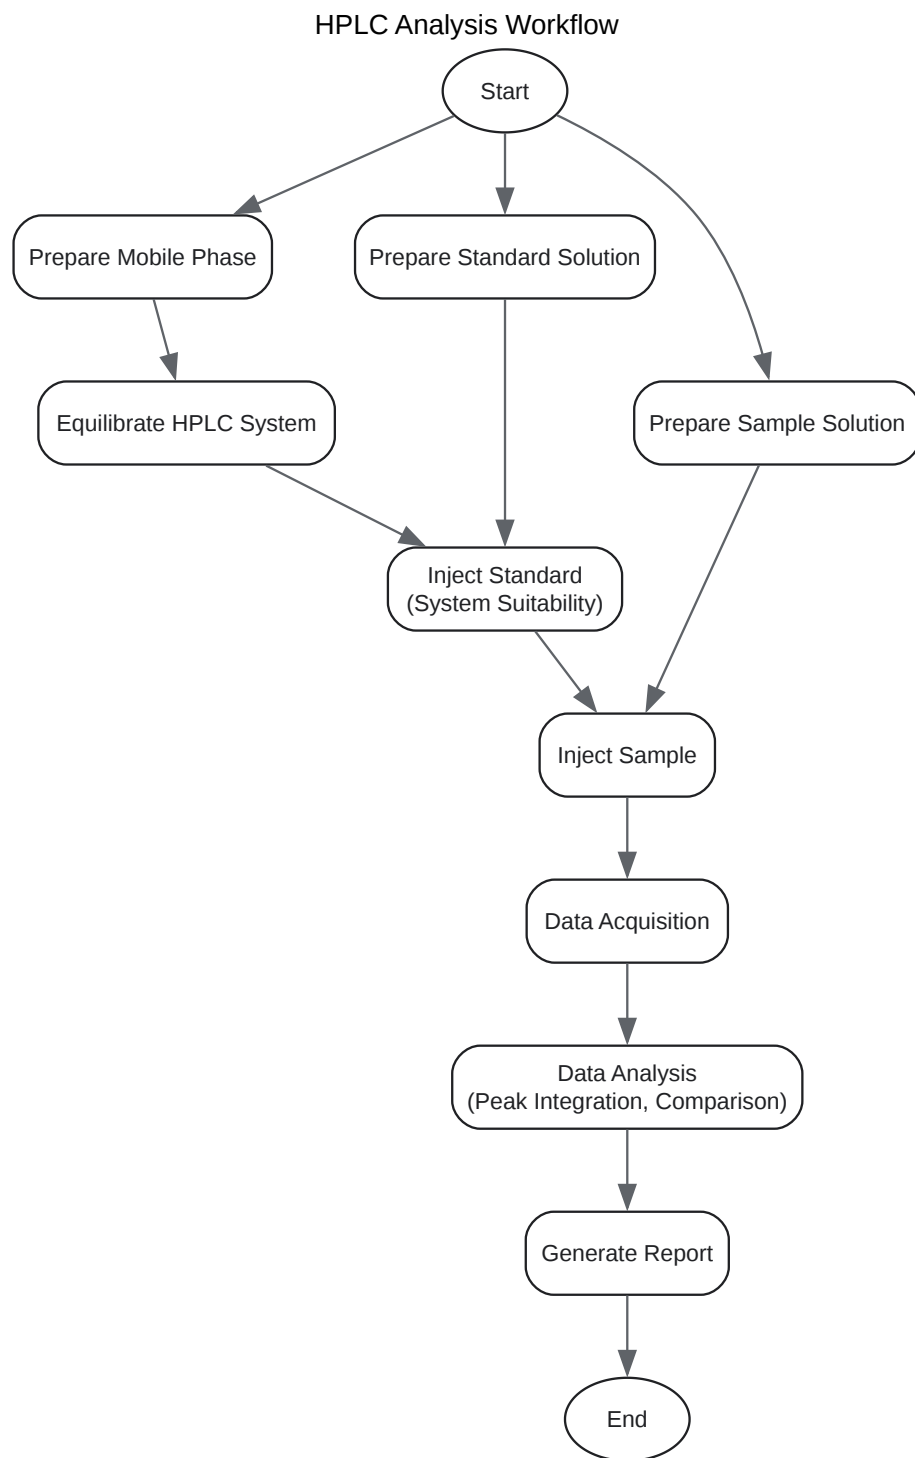 HPLC Analysis Workflow
Start
Prepare Mobile Phase
Prepare Standard Solution
Equilibrate HPLC System
Prepare Sample Solution
Inject Standard
(System Suitability)
Inject Sample
Data Acquisition
Data Analysis
(Peak Integration, Comparison)
Generate Report
End